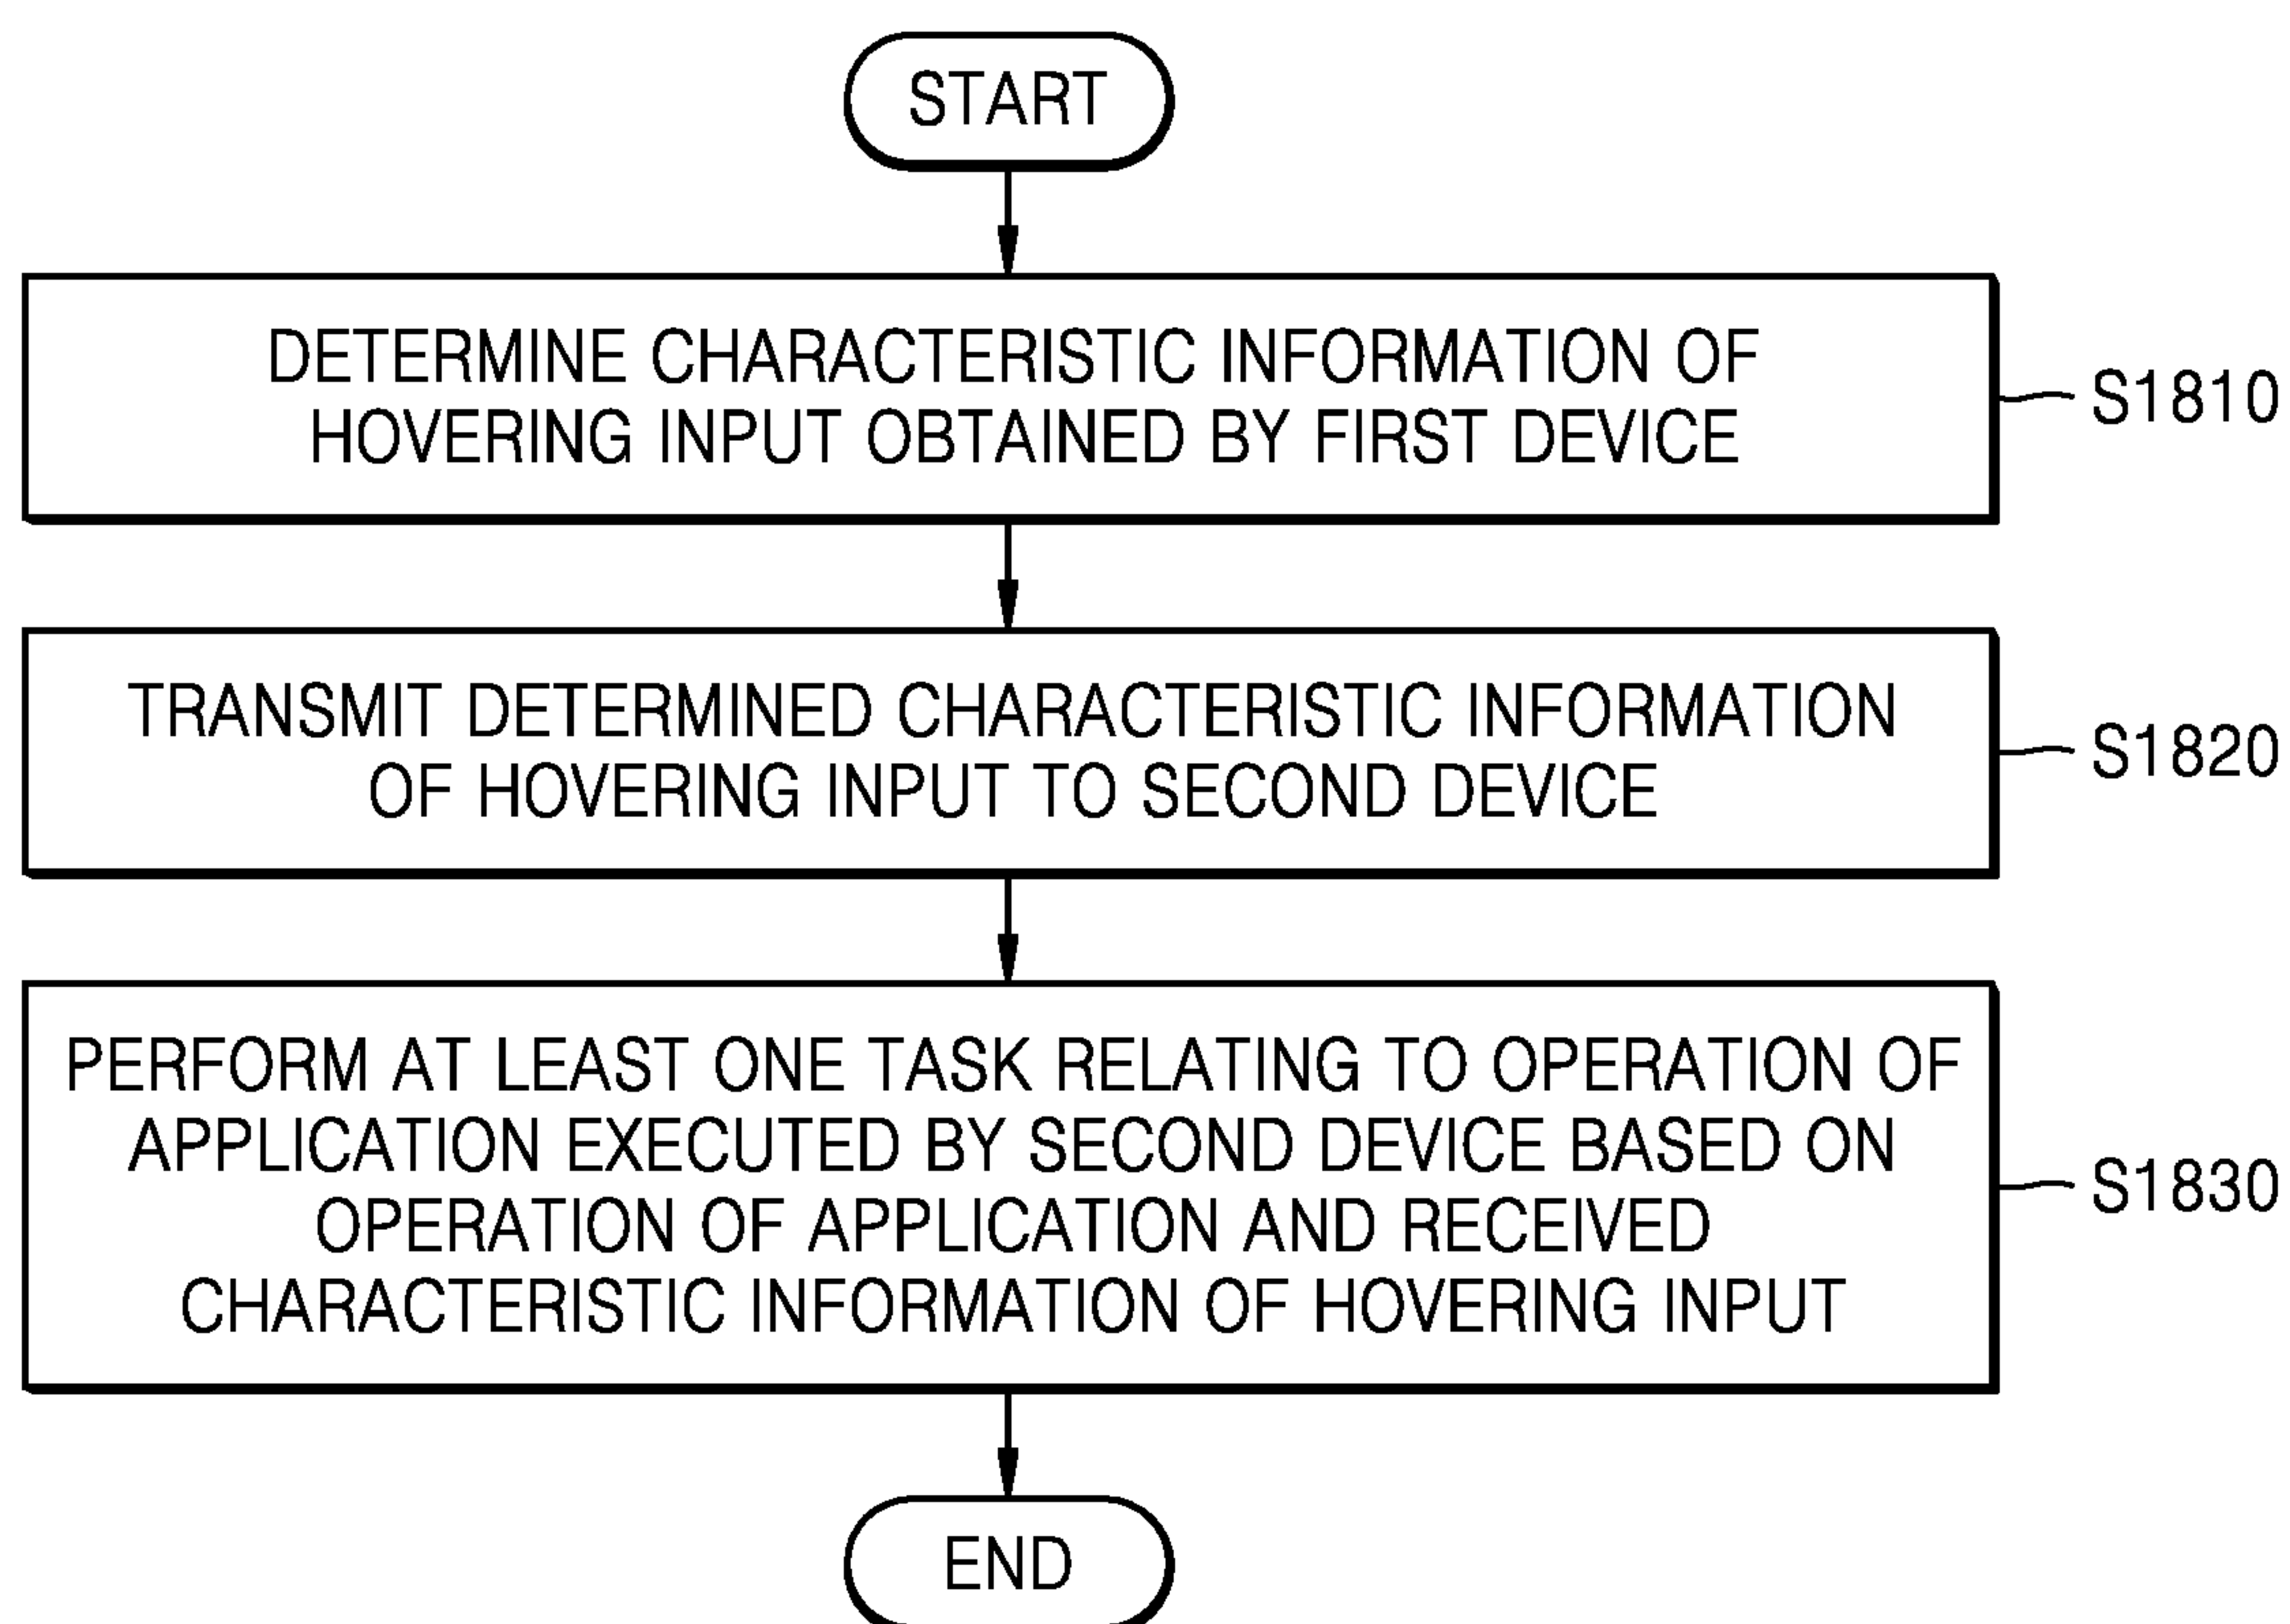 START
DETERMINE CHARACTERISTIC INFORMATION OF
HOVERING INPUT OBTAINED BY FIRST DEVICE
S1810
TRANSMIT DETERMINED CHARACTERISTIC INFORMATION
OF HOVERING INPUT TO SECOND DEVICE
S1820
PERFORM AT LEAST ONE TASK RELATING TO OPERATION OF
APPLICATION EXECUTED BY SECOND DEVICE BASED ON
OPERATION OF APPLICATION AND RECEIVED
CHARACTERISTIC INFORMATION OF HOVERING INPUT
S1830
END